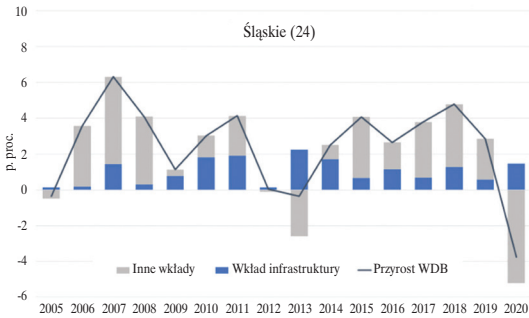 Śląskie (24)
p. proc.
10
8
6
4
2
0
-2
-4
-6
Inne wkłady Wkład infrastruktury Przyrost WDB
2005 2006 2007 2008 2009 2010 2011 2012 2013 2014 2015 2016 2017 2018 2019 2020